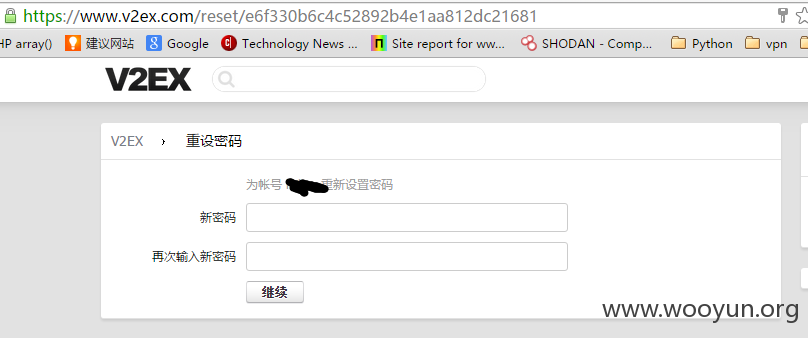 https://www.v2ex.com/reset/e6f330b6c4c52892b4e1aa812dc21681
HP array() 建议网站 Google Technology News ... Site report for ww... SHODAN - Comp... Python vpn
V2EX
V2EX › 重设密码
为帐号 重新设置密码
新密码
再次输入新密码
继续
www.wooyun.org